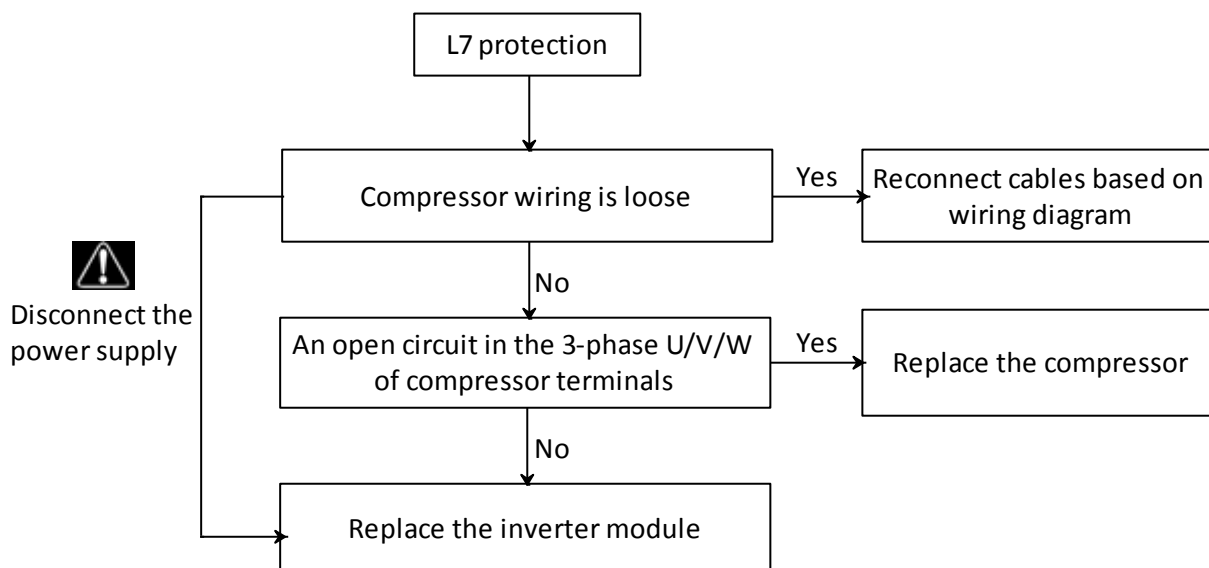 L7 protection
Compressor wiring is loose
Yes
Reconnect cables based on
wiring diagram
No
Disconnect the
power supply
An open circuit in the 3-phase U/V/W
of compressor terminals
Yes
Replace the compressor
No
Replace the inverter module